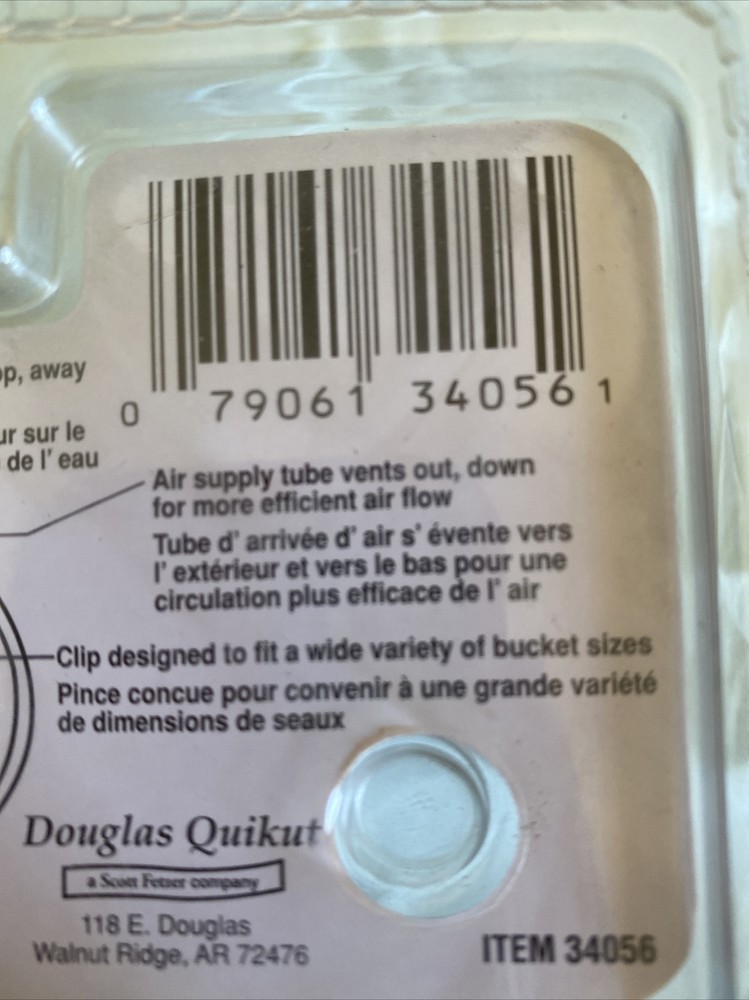 0 79061 34056 1
op, away
ur sur le
de l' eau
Air supply tube vents out, down
for more efficient air flow
Tube d' arrivée d' air s' évente vers
l' extérieur et vers le bas pour une
circulation plus efficace de l' air
Clip designed to fit a wide variety of bucket sizes
Pince concue pour convenir à une grande variété
de dimensions de seaux
Douglas Quikut
a Scott Fetzer company
118 E. Douglas
Walnut Ridge, AR 72476
ITEM 34056